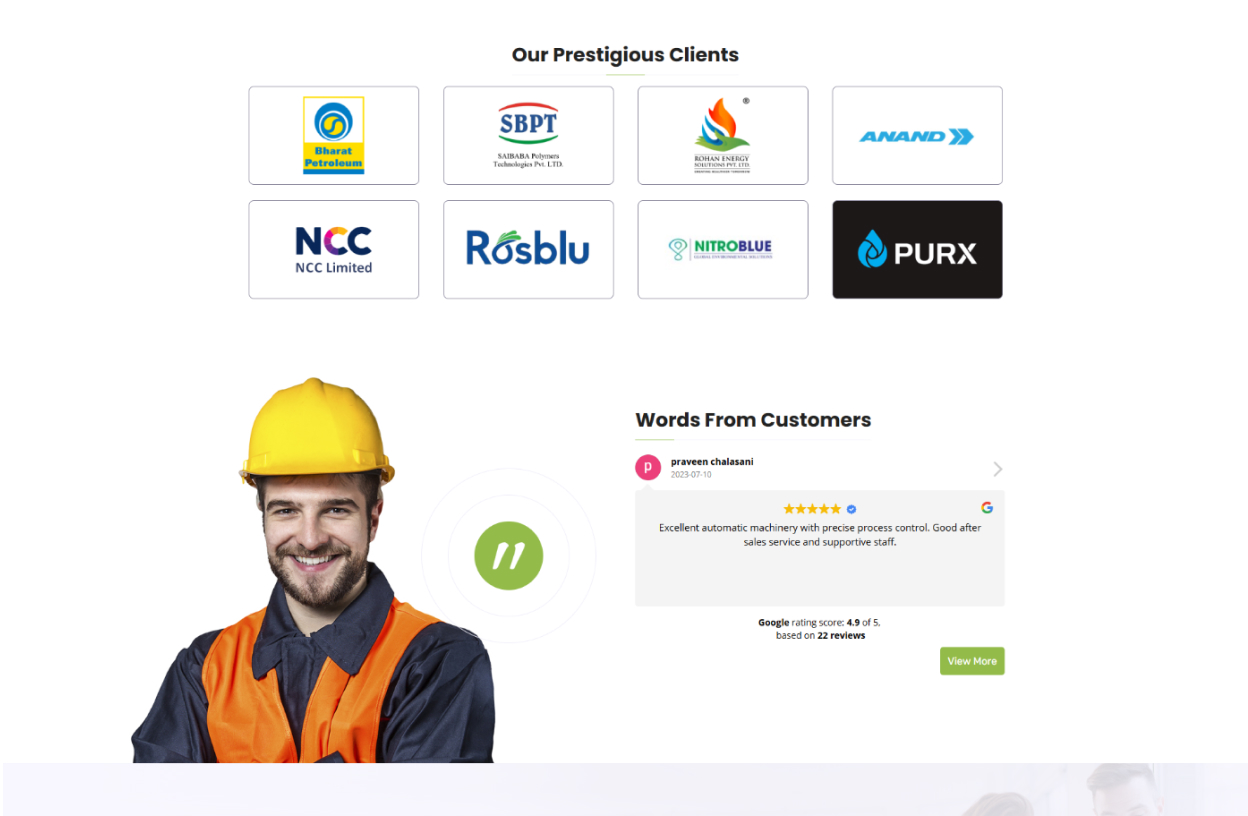 Our Prestigious Clients
Bharat
Petroleum
SBPT
SAIBABA Polymers
Technologies Pvt. LTD.
®
ROHAN ENERGY
SOLUTIONS PVT. LTD.
ANAND
NCC
NCC Limited
Rosblu
NITROBLUE
GLOBAL ENVIRONMENTAL SOLUTIONS
PURX
Words From Customers
p
praveen chalasani
2023-07-10
G
Excellent automatic machinery with precise process control. Good after
sales service and supportive staff.
Google rating score: 4.9 of 5,
based on 22 reviews
View More